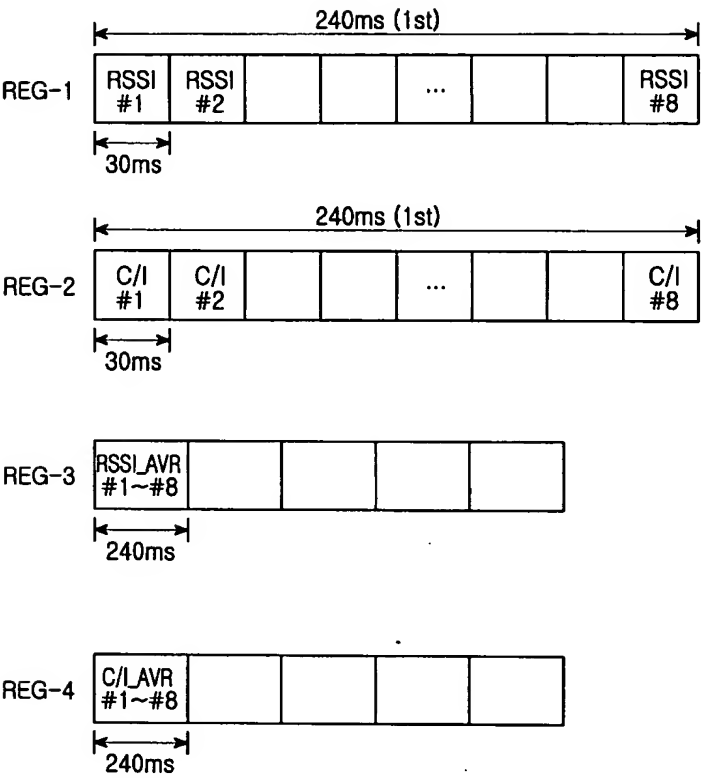 240ms (1st)
REG-1
RSSI
#1
RSSI
#2
...
RSSI
#8
30ms
240ms (1st)
REG-2
C/I
#1
C/I
#2
...
C/I
#8
30ms
REG-3
RSSI_AVR
#1~#8
240ms
REG-4
C/I_AVR
#1~#8
240ms